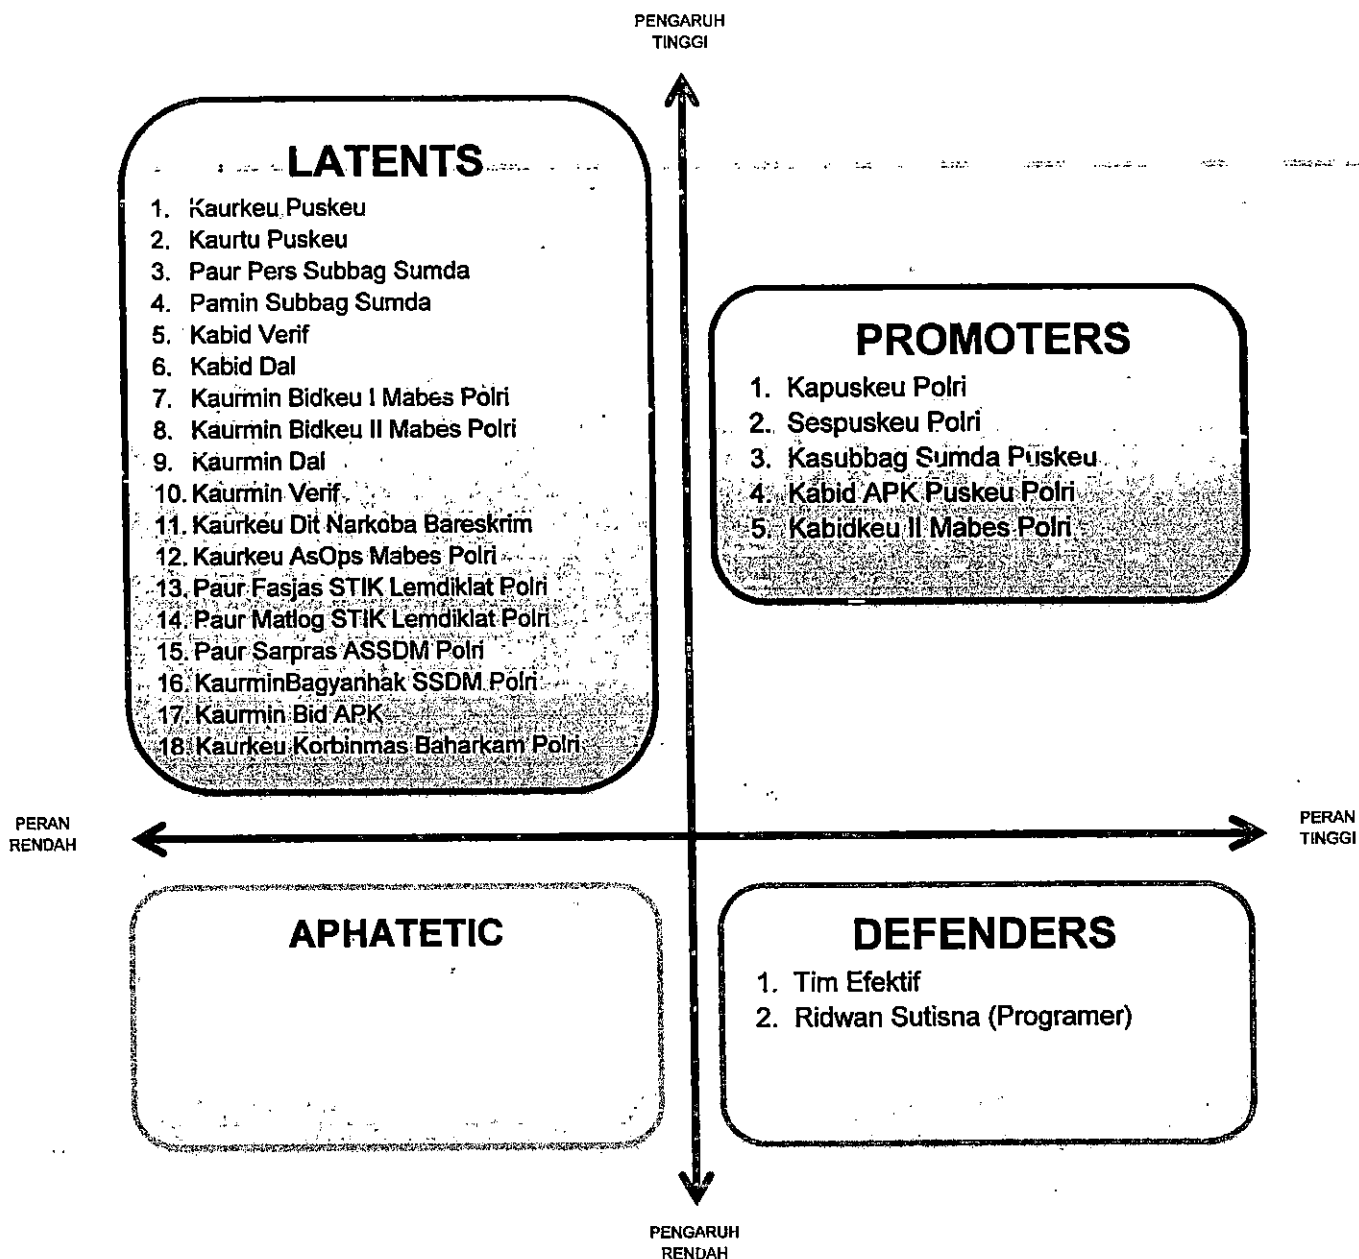 PENGARUH
TINGGI
LATENTS
1. Kaurkeu Puskeu
2. Kaurtu Puskeu
3. Paur Pers Subbag Sumda
4. Pamin Subbag Sumda
5. Kabid Verif
6. Kabid Dal
7. Kaurmin Bidkeu I Mabes Polri
8. Kaurmin Bidkeu II Mabes Polri
9. Kaurmin Dal
10. Kaurmin Verif
11. Kaurkeu Dit Narkoba Bareskrim
12. Kaurkeu AsOps Mabes Polri
13. Paur Fasjas STIK Lemdiklat Polri
14. Paur Matlog STIK Lemdiklat Polri
15. Paur Sarpras ASSDM Polri
16. KaurminBagyanhak SSDM Polri
17. Kaurmin Bid APK
18. Kaurkeu Korbinmas Baharkam Polri
PROMOTERS
1. Kapuskeu Polri
2. Sespuskeu Polri
3. Kasubbag Sumda Puskeu
4. Kabid APK Puskeu Polri
5. Kabidkeu II Mabes Polri
PERAN
RENDAH
PERAN
TINGGI
APHATETIC
DEFENDERS
1. Tim Efektif
2. Ridwan Sutisna (Programer)
PENGARUH
RENDAH